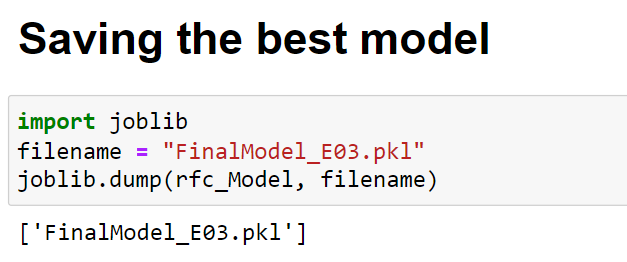 Saving the best model
import joblib
filename = "FinalModel_E03.pkl"
joblib.dump(rfc_Model, filename)
['FinalModel_E03.pkl']